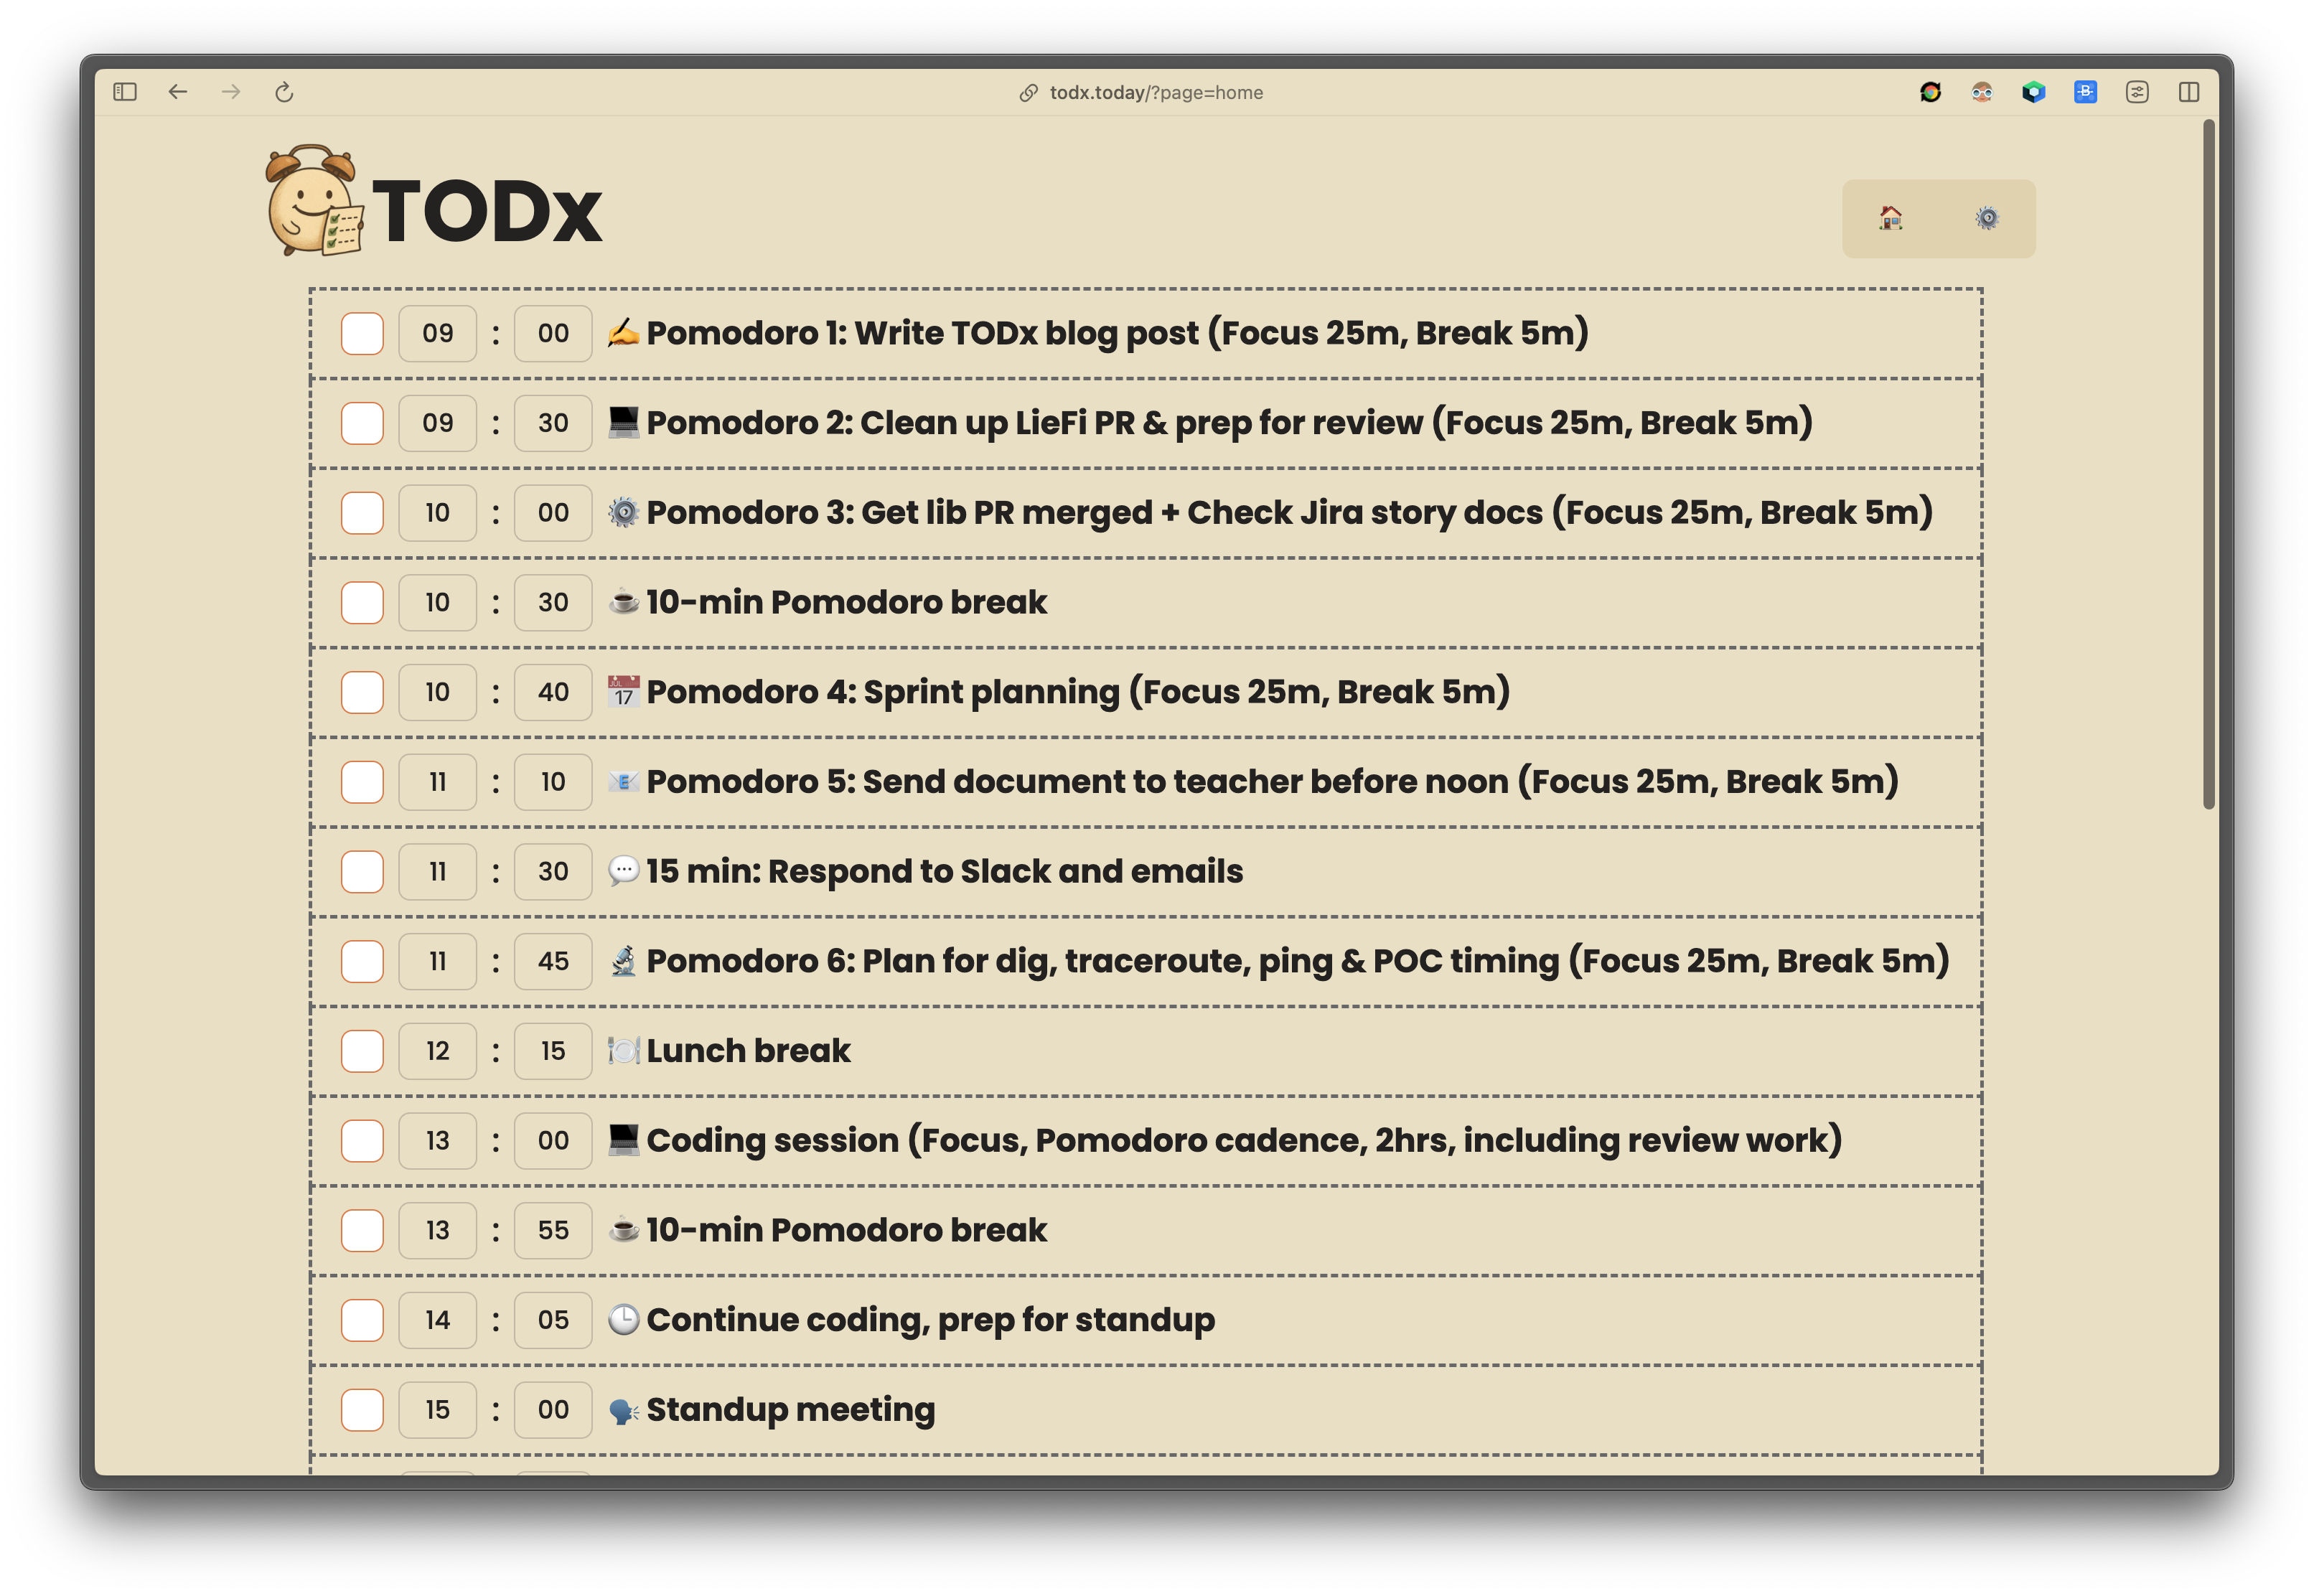 todx.today/?page=home
TODx
09 : 00 ✍️ Pomodoro 1: Write TODx blog post (Focus 25m, Break 5m)
09 : 30 💻 Pomodoro 2: Clean up LieFi PR & prep for review (Focus 25m, Break 5m)
10 : 00 ⚙️ Pomodoro 3: Get lib PR merged + Check Jira story docs (Focus 25m, Break 5m)
10 : 30 ☕ 10-min Pomodoro break
10 : 40 📅 Pomodoro 4: Sprint planning (Focus 25m, Break 5m)
11 : 10 📧 Pomodoro 5: Send document to teacher before noon (Focus 25m, Break 5m)
11 : 30 💬 15 min: Respond to Slack and emails
11 : 45 🔬 Pomodoro 6: Plan for dig, traceroute, ping & POC timing (Focus 25m, Break 5m)
12 : 15 🍽️ Lunch break
13 : 00 💻 Coding session (Focus, Pomodoro cadence, 2hrs, including review work)
13 : 55 ☕ 10-min Pomodoro break
14 : 05 🕒 Continue coding, prep for standup
15 : 00 🗣️ Standup meeting